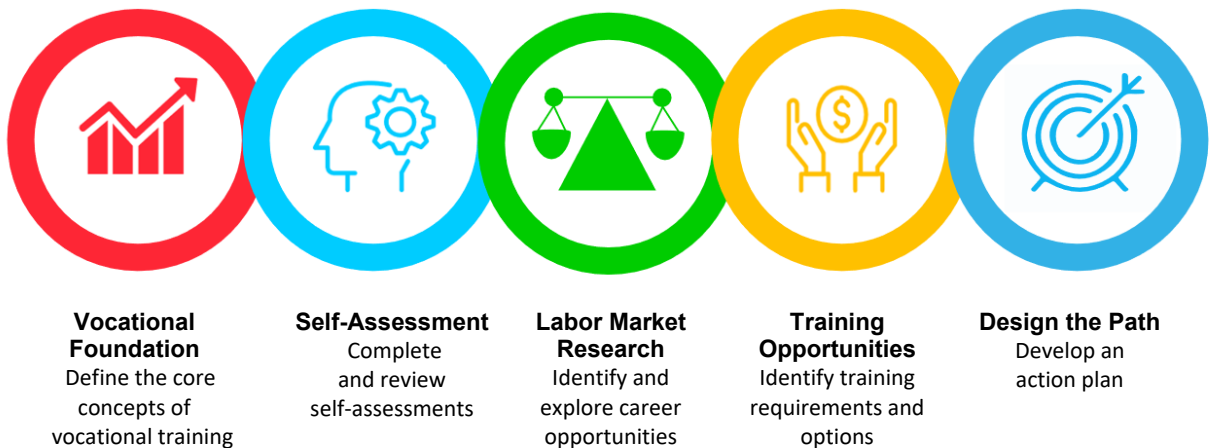 Vocational
Foundation
Define the core
concepts of
vocational training
Self-Assessment
Complete
and review
self-assessments
Labor Market
Research
Identify and
explore career
opportunities
$
Training
Opportunities
Identify training
requirements and
options
Design the Path
Develop an
action plan